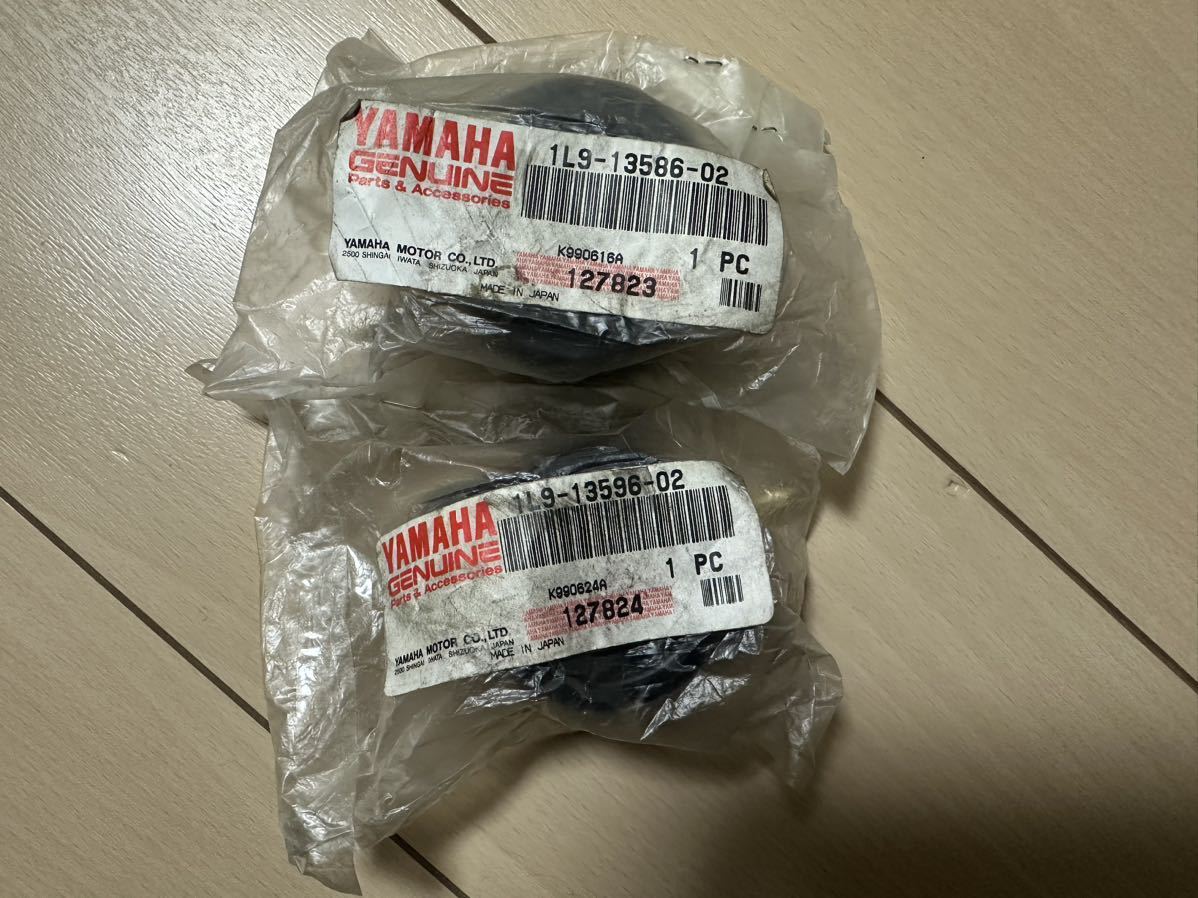 YAMAHA
GENUINE
Parts & Accessories
1L9-13586-02
YAMAHA MOTOR CO.,LTD.
2500 SHINGAI IWATA SHIZUOKA JAPAN
K990616A
1 PC
127823
MADE IN JAPAN
1L9-13596-02
YAMAHA
GENUINE
Parts & Accessories
K990624A
1 PC
127824
YAMAHA MOTOR CO.,LTD.
2500 SHINGAI IWATA SHIZUOKA JAPAN
MADE IN JAPAN